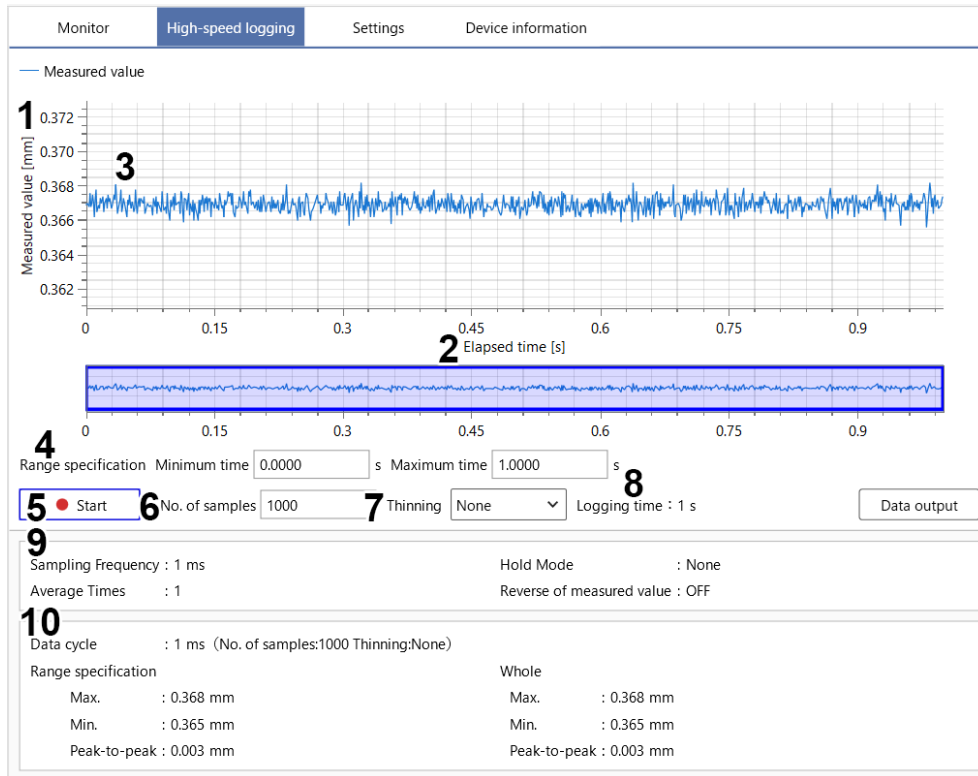 Monitor High-speed logging Settings Device information
Measured value
1
0.372
0.370
3
0.368
0.366
0.364
0.362
Measured value [mm]
0 0.15 0.3 0.45 0.6 0.75 0.9
2 Elapsed time [s]
0 0.15 0.3 0.45 0.6 0.75 0.9
4
Range specification Minimum time 0.0000 s Maximum time 1.0000 s
5 Start 6 No. of samples 1000 7 Thinning None 8 Logging time : 1 s Data output
9
Sampling Frequency : 1 ms Hold Mode : None
Average Times : 1 Reverse of measured value : OFF
10
Data cycle : 1 ms (No. of samples:1000 Thinning:None)
Range specification Whole
Max. : 0.368 mm Max. : 0.368 mm
Min. : 0.365 mm Min. : 0.365 mm
Peak-to-peak : 0.003 mm Peak-to-peak : 0.003 mm